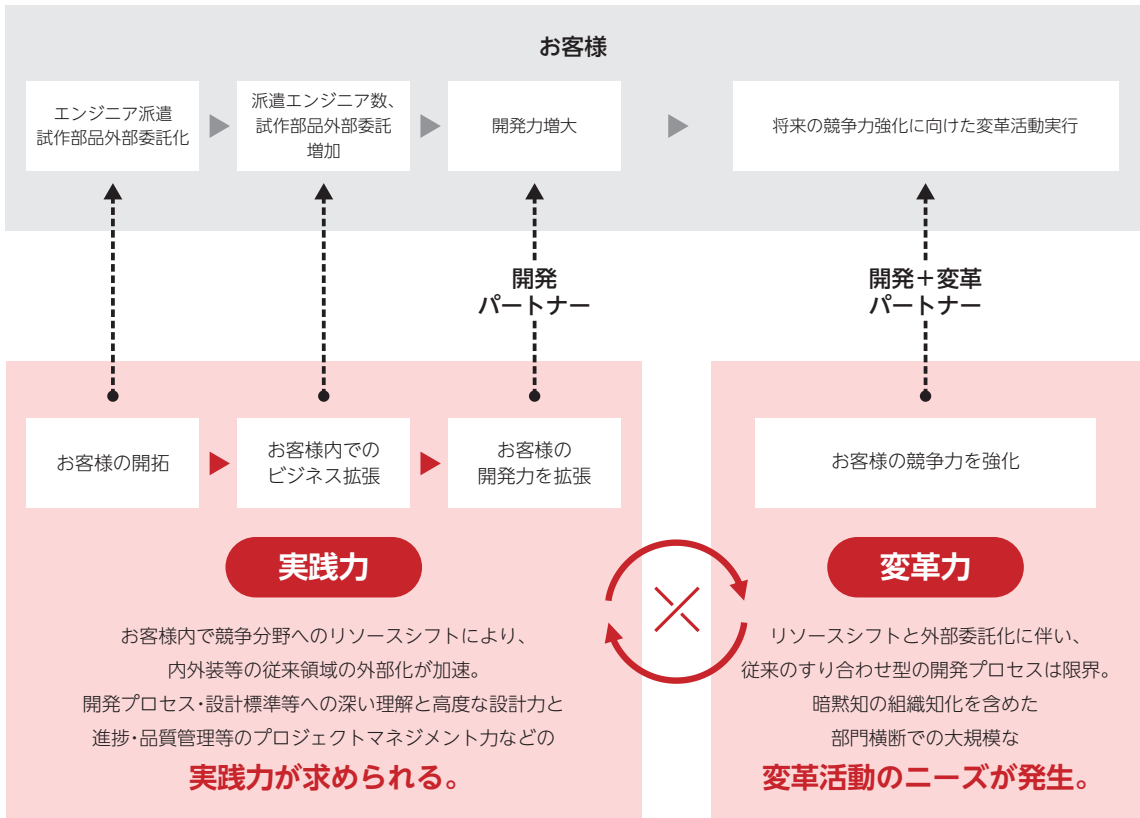 お客様
エンジニア派遣
試作部品外部委託化
派遣エンジニア数、
試作部品外部委託
増加
開発力増大
将来の競争力強化に向けた変革活動実行
開発
パートナー
開発＋変革
パートナー
お客様の開拓
お客様内での
ビジネス拡張
お客様の
開発力を拡張
お客様の競争力を強化
実践力
お客様内で競争分野へのリソースシフトにより、
内外装等の従来領域の外部化が加速。
開発プロセス・設計標準等への深い理解と高度な設計力と
進捗・品質管理等のプロジェクトマネジメント力などの
実践力が求められる。
変革力
リソースシフトと外部委託化に伴い、
従来のすり合わせ型の開発プロセスは限界。
暗黙知の組織知化を含めた
部門横断での大規模な
変革活動のニーズが発生。